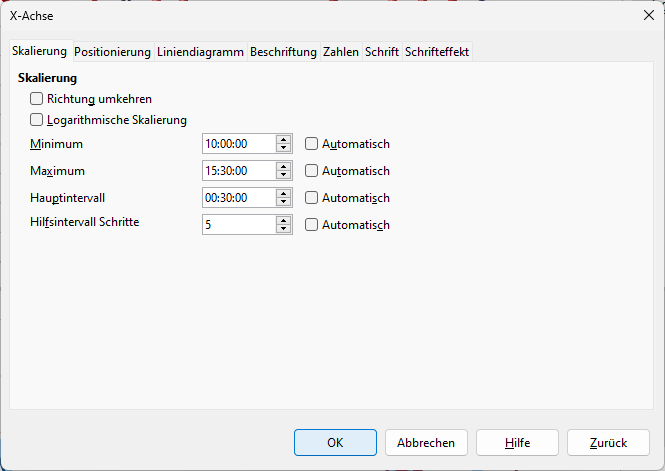 X-Achse
Skalierung Positionierung Liniendiagramm Beschriftung Zahlen Schrift Schrifteffekt
Skalierung
Richtung umkehren
Logarithmische Skalierung
Minimum 10:00:00 Automatisch
Maximum 15:30:00 Automatisch
Hauptintervall 00:30:00 Automatisch
Hilfsintervall Schritte 5 Automatisch
OK Abbrechen Hilfe Zurück